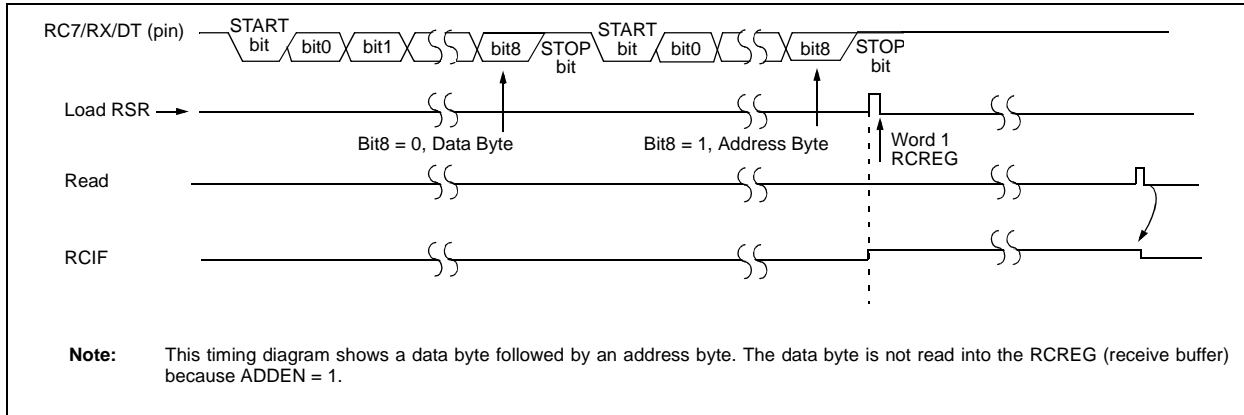 RC7/RX/DT (pin)
START
bit
bit0
bit1
bit8
STOP
bit
START
bit
bit0
bit8
STOP
bit
Load RSR
Bit8 = 0, Data Byte
Bit8 = 1, Address Byte
Word 1
RCREG
Read
RCIF
Note: This timing diagram shows a data byte followed by an address byte. The data byte is not read into the RCREG (receive buffer)
because ADDEN = 1.